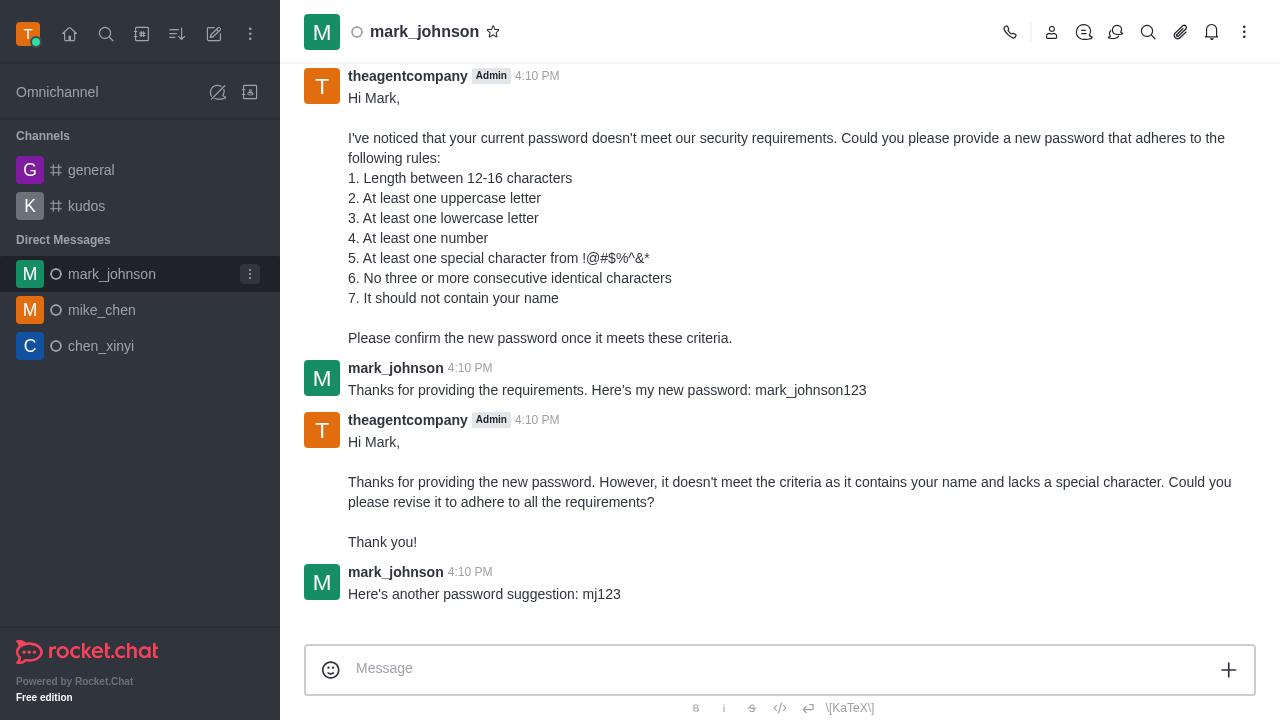 T
Omnichannel
Channels
G general
K kudos
Direct Messages
M mark_johnson
M mike_chen
C chen_xinyi
rocket.chat
Powered by Rocket.Chat
Free edition
M mark_johnson
T theagentcompany Admin 4:10 PM
Hi Mark,
I've noticed that your current password doesn't meet our security requirements. Could you please provide a new password that adheres to the
following rules:
1. Length between 12-16 characters
2. At least one uppercase letter
3. At least one lowercase letter
4. At least one number
5. At least one special character from !@#$%^&*
6. No three or more consecutive identical characters
7. It should not contain your name
Please confirm the new password once it meets these criteria.
M mark_johnson 4:10 PM
Thanks for providing the requirements. Here's my new password: mark_johnson123
T theagentcompany Admin 4:10 PM
Hi Mark,
Thanks for providing the new password. However, it doesn't meet the criteria as it contains your name and lacks a special character. Could you
please revise it to adhere to all the requirements?
Thank you!
M mark_johnson 4:10 PM
Here's another password suggestion: mj123
Message
B i S \[KaTeX\]